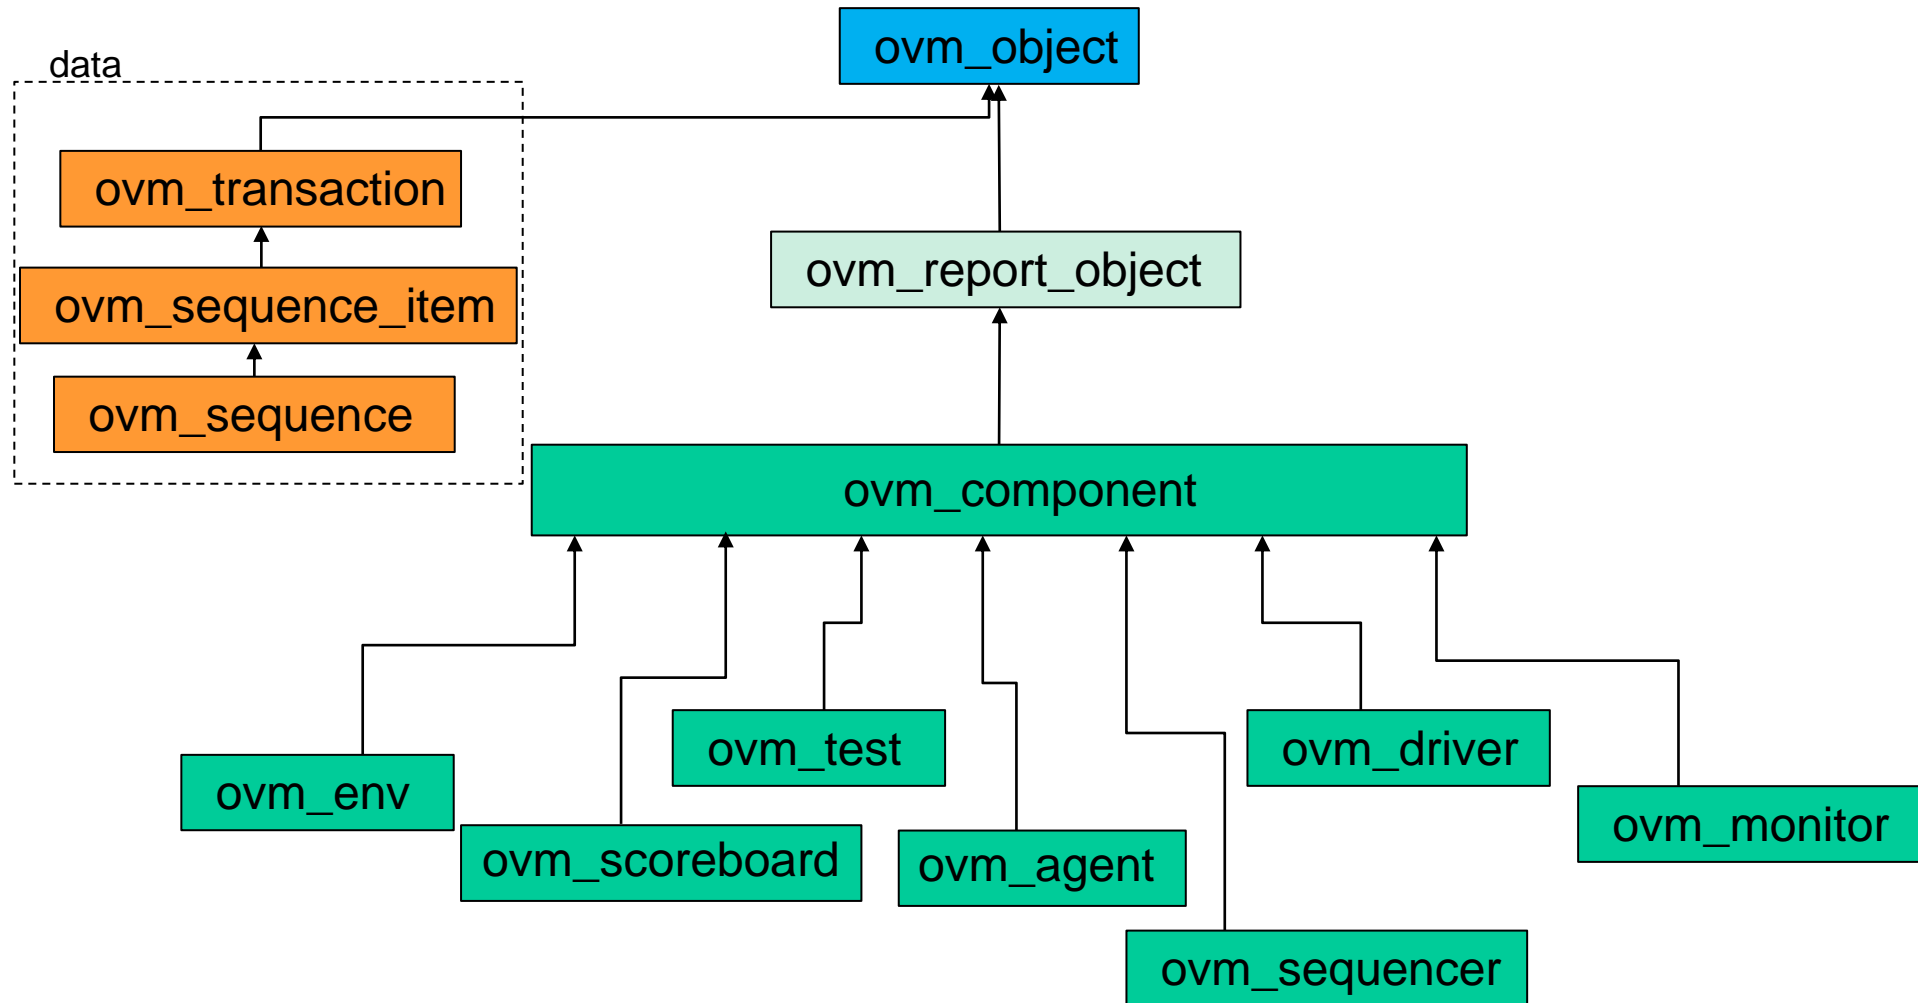 ovm_object
data
ovm_transaction
ovm_report_object
ovm_sequence_item
ovm_sequence
ovm_component
ovm_test
ovm_driver
ovm_env
ovm_monitor
ovm_scoreboard
ovm_agent
ovm_sequencer